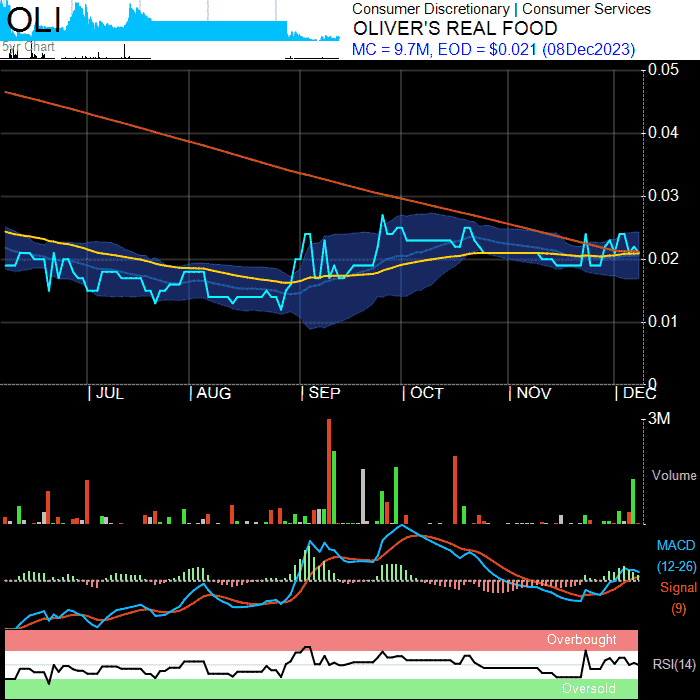 OLI
5yr Chart
Consumer Discretionary | Consumer Services
OLIVER'S REAL FOOD
MC = 9.7M, EOD = $0.021 (08Dec2023)
0.05
0.04
0.03
0.02
0.01
0
| JUL
| AUG
| SEP
| OCT
| NOV
| DEC
3M
Volume
MACD
(12-26)
Signal
(9)
Overbought
RSI(14)
Oversold